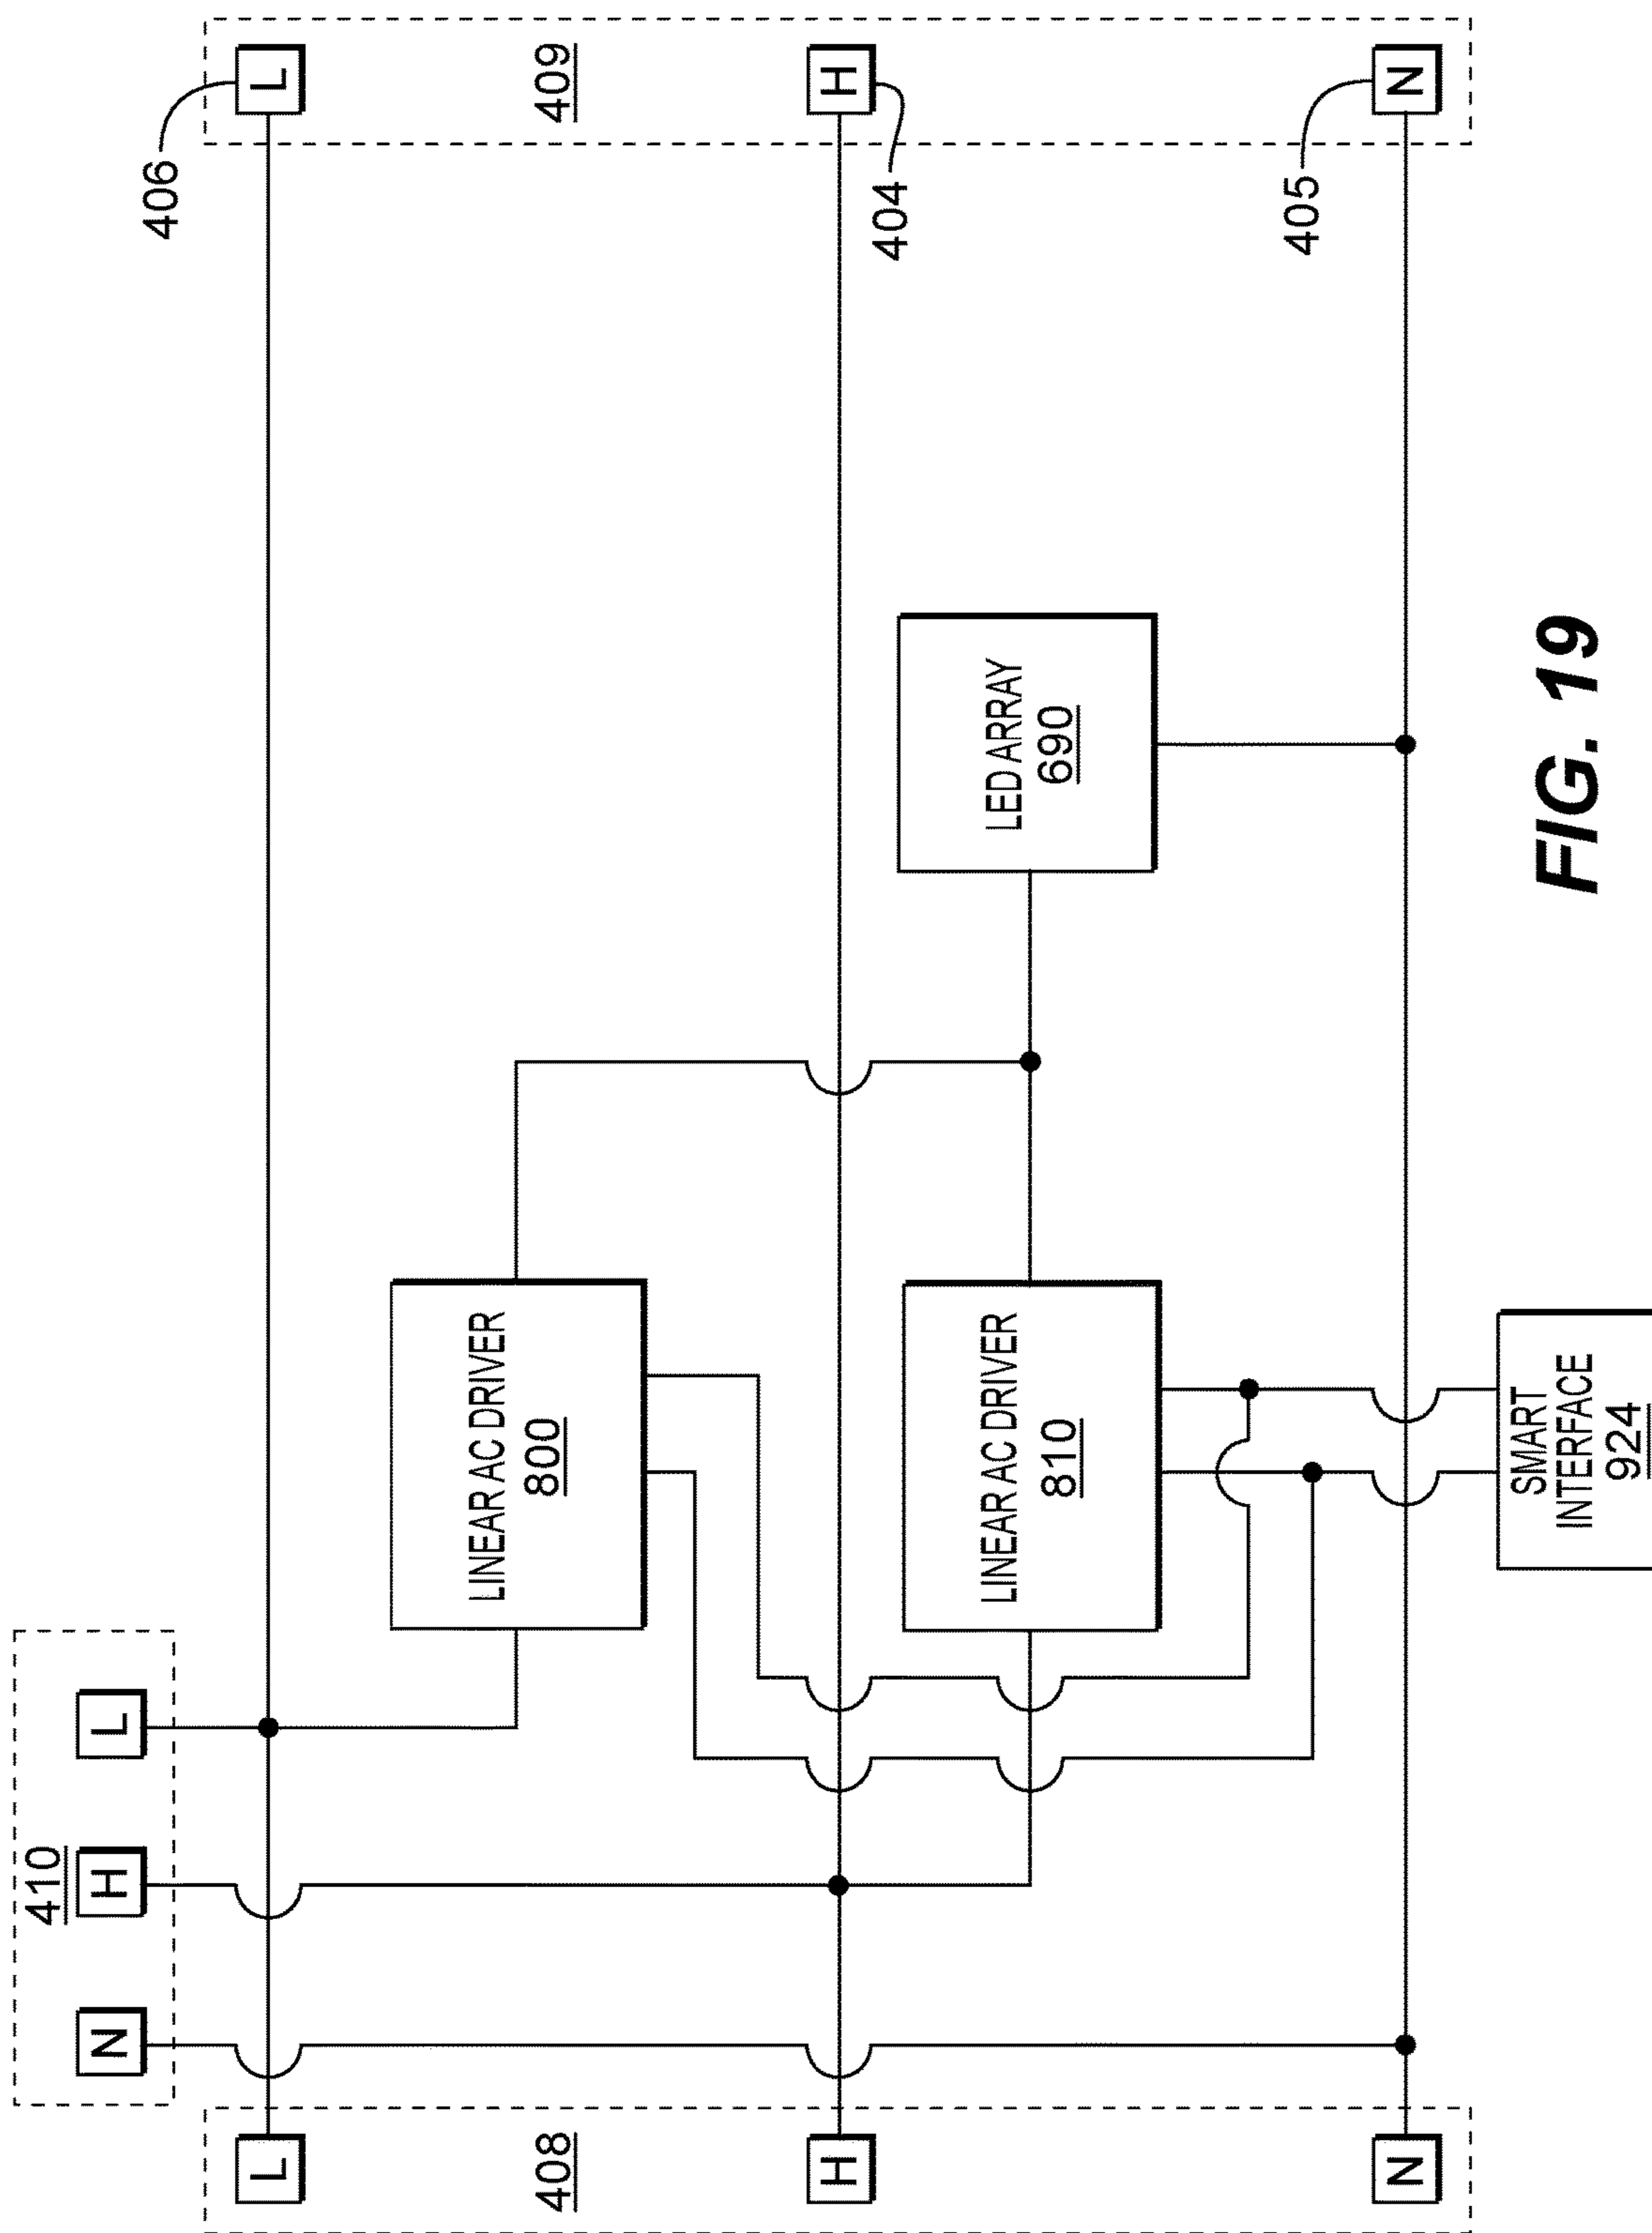 410
N
H
L
408
L
H
N
LINEAR AC DRIVER
800
LINEAR AC DRIVER
810
SMART
INTERFACE
924
LED ARRAY
690
406
L
409
H
404
405
N
FIG. 19